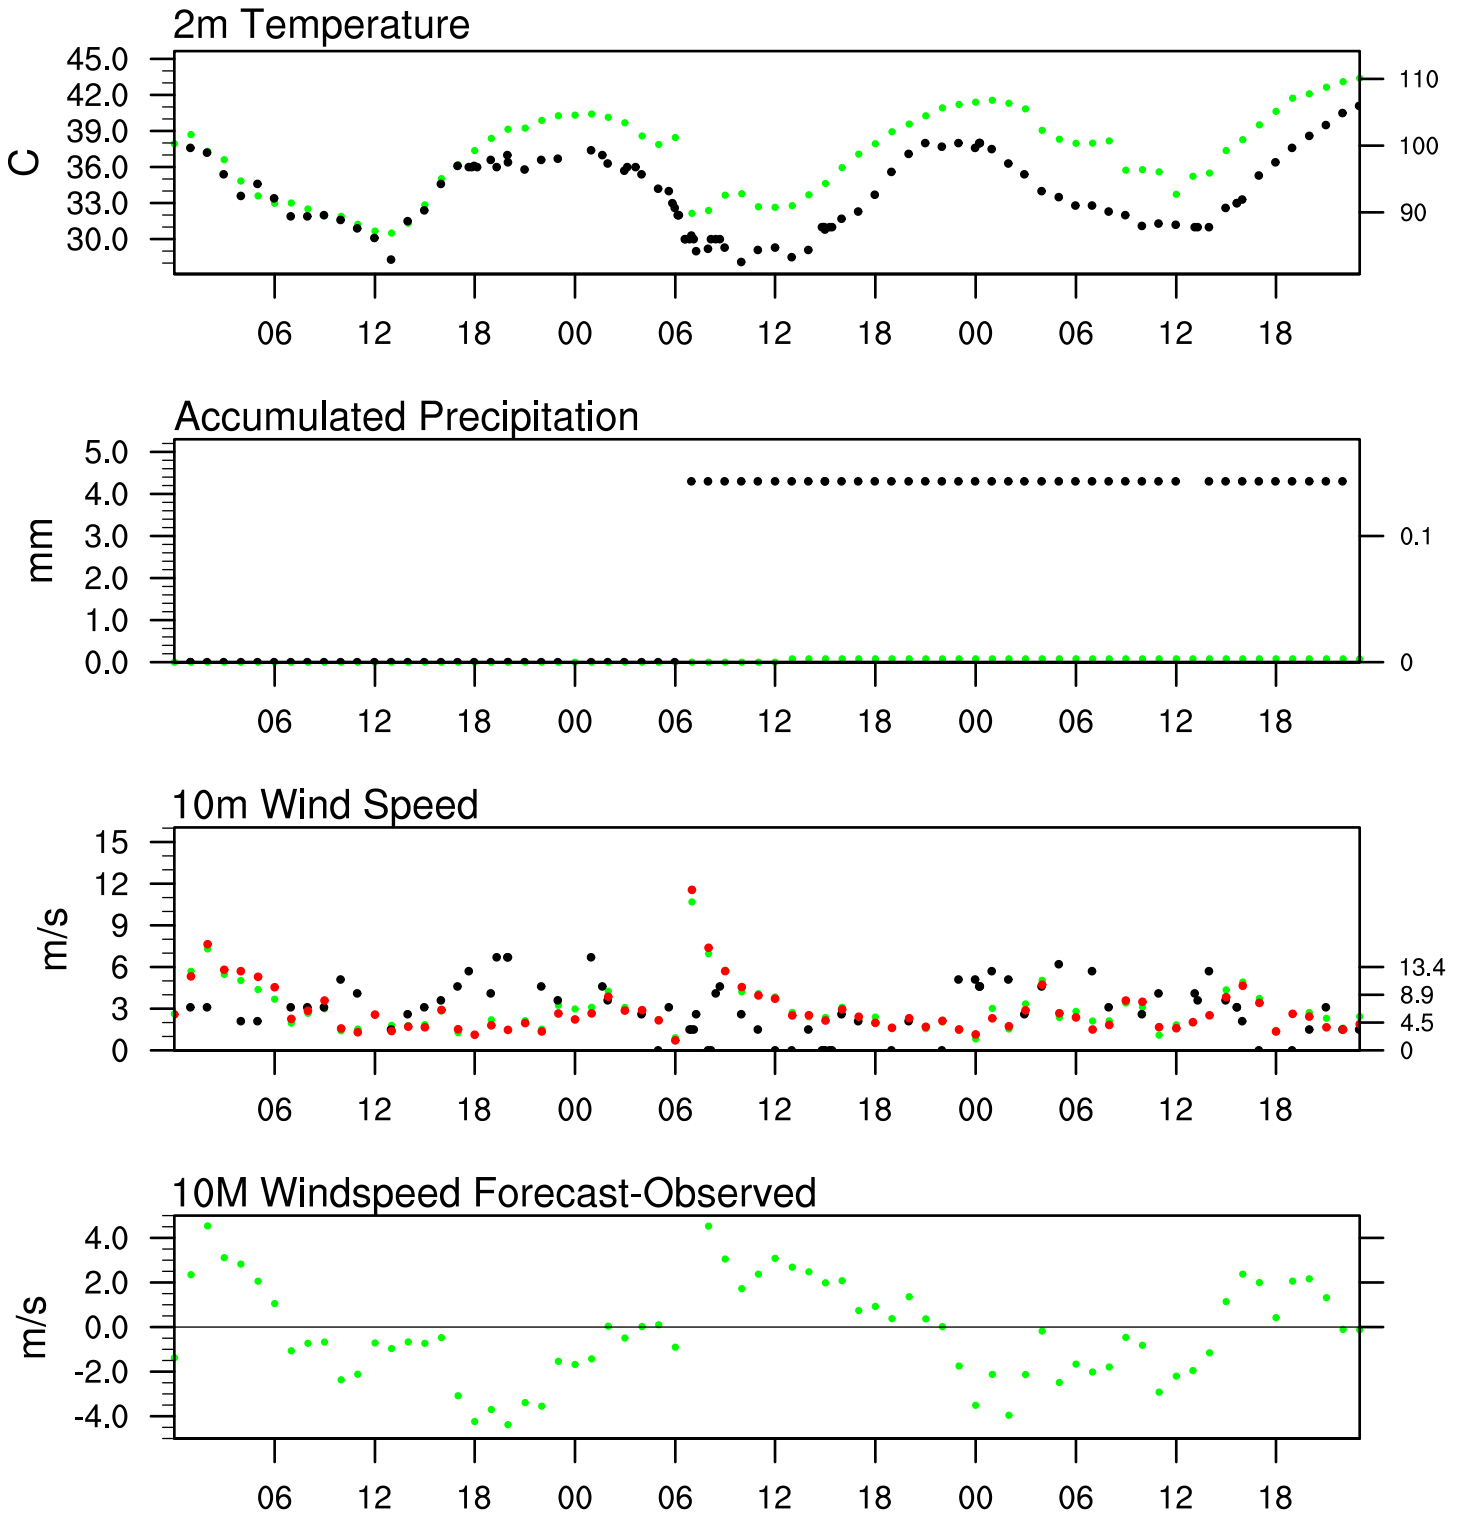 2m Temperature
45.0
42.0
39.0
36.0
33.0
30.0
C
110
100
90
06 12 18 00 06 12 18 00 06 12 18
Accumulated Precipitation
5.0
4.0
3.0
2.0
1.0
0.0
mm
0.1
0
06 12 18 00 06 12 18 00 06 12 18
10m Wind Speed
15
12
9
6
3
0
m/s
13.4
8.9
4.5
0
06 12 18 00 06 12 18 00 06 12 18
10M Windspeed Forecast-Observed
4.0
2.0
0.0
-2.0
-4.0
m/s
06 12 18 00 06 12 18 00 06 12 18